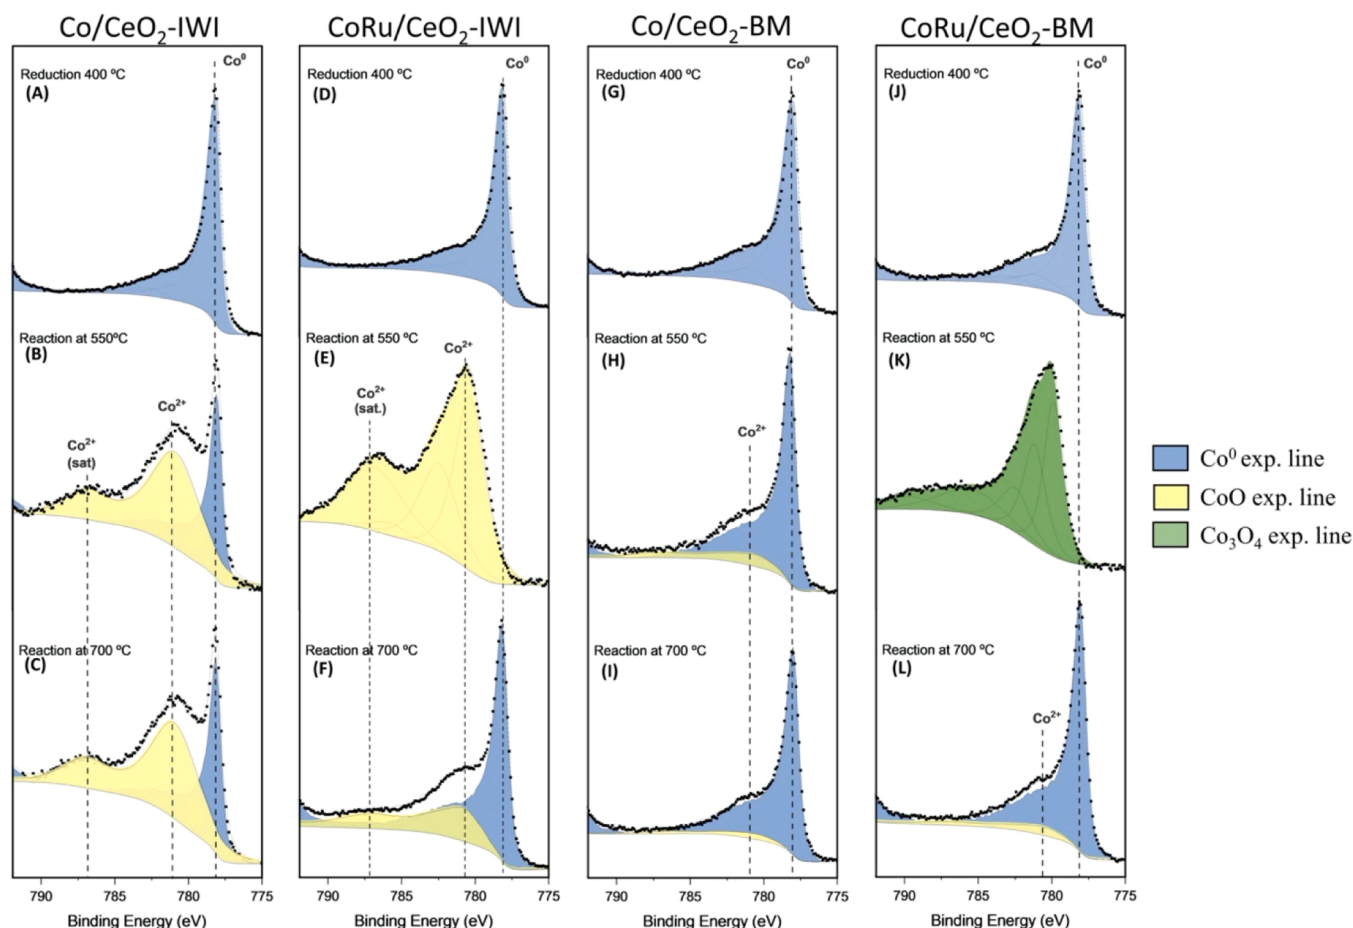 Co/CeO₂-IWI
CoRu/CeO₂-IWI
Co/CeO₂-BM
CoRu/CeO₂-BM
Reduction 400 ºC
(A)
Co⁰
Reaction at 550ºC
(B)
Co²⁺
(sat)
Co²⁺
Reaction at 700 ºC
(C)
790 785 780 775
Binding Energy (eV)
Reduction 400 ºC
(D)
Co⁰
Reaction at 550 ºC
(E)
Co²⁺
(sat.)
Co²⁺
Reaction at 700 ºC
(F)
790 785 780 775
Binding Energy (eV)
Reduction 400 ºC
(G)
Co⁰
Reaction at 550 ºC
(H)
Co²⁺
Reaction at 700 ºC
(I)
790 785 780 775
Binding Energy (eV)
Reduction 400 ºC
(J)
Co⁰
Reaction at 550 ºC
(K)
Reaction at 700 ºC
(L)
Co²⁺
790 785 780 775
Binding Energy (eV)
Co⁰ exp. line
CoO exp. line
Co₃O₄ exp. line